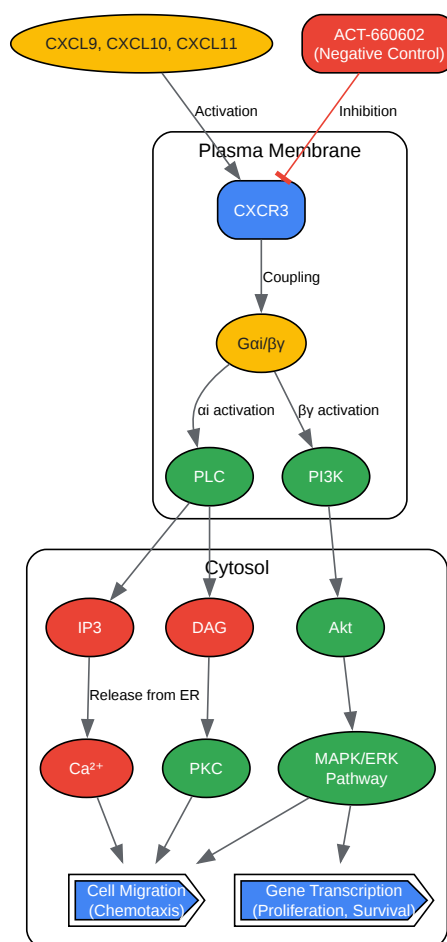 CXCL9, CXCL10, CXCL11
ACT-660602
(Negative Control)
Activation
Inhibition
Plasma Membrane
CXCR3
Coupling
Gαi/βγ
αi activation
βγ activation
PLC
PI3K
Cytosol
IP3
DAG
Akt
Release from ER
Ca²⁺
PKC
MAPK/ERK
Pathway
Cell Migration
(Chemotaxis)
Gene Transcription
(Proliferation, Survival)